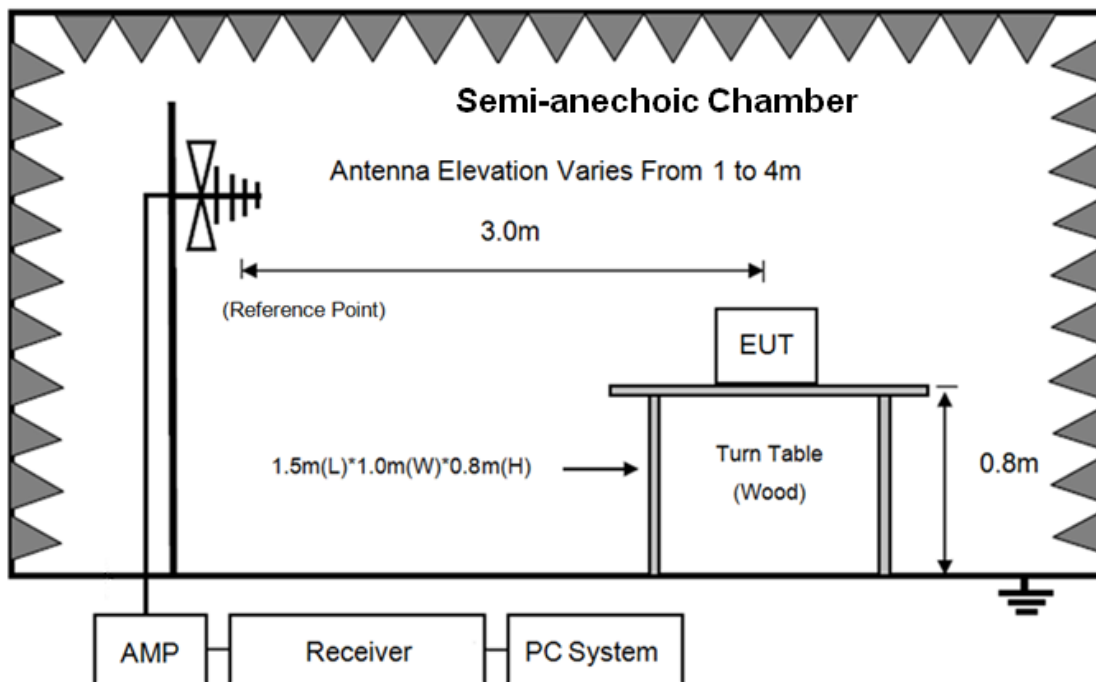 Semi-anechoic Chamber
Antenna Elevation Varies From 1 to 4m
3.0m
(Reference Point)
EUT
1.5m(L)*1.0m(W)*0.8m(H)
Turn Table
(Wood)
0.8m
AMP
Receiver
PC System